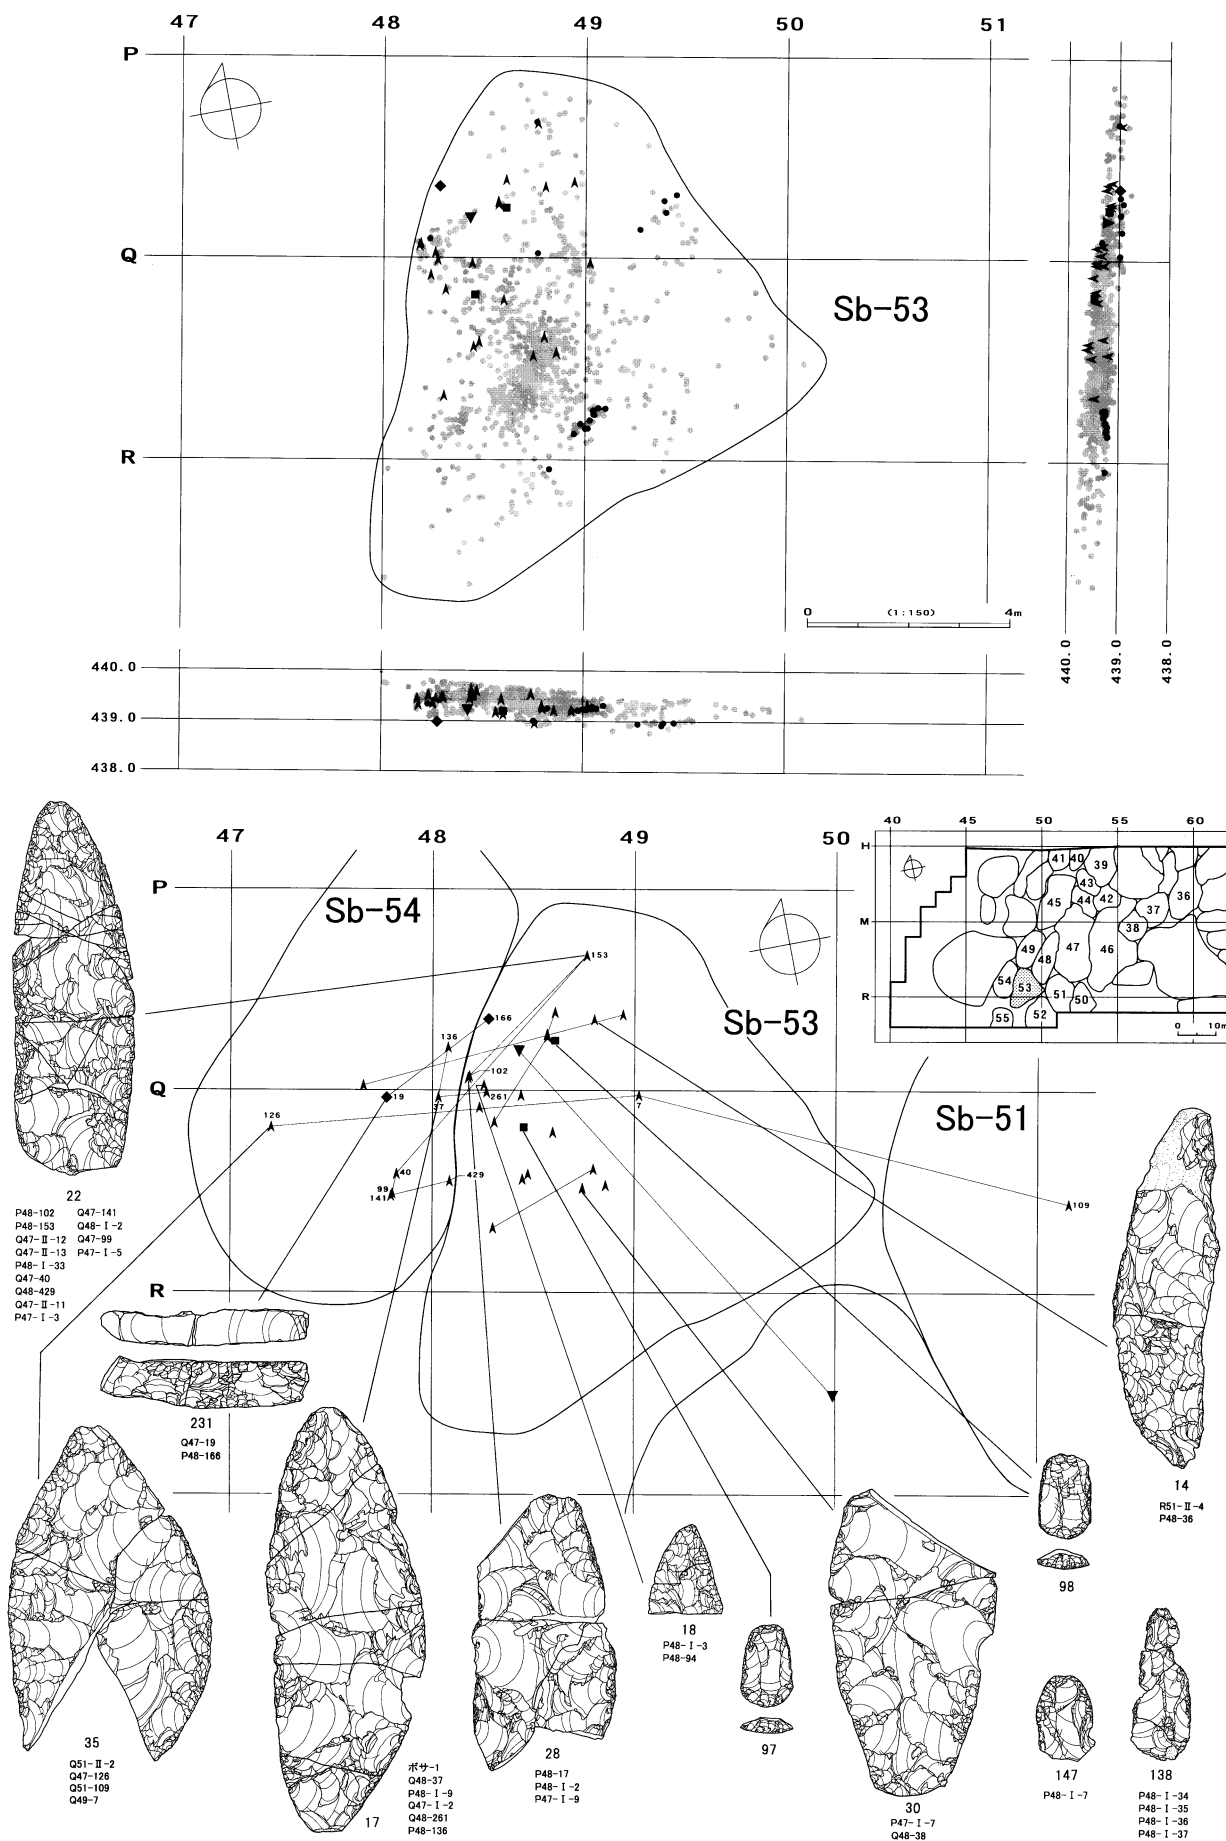 47 48 49 50 51
P
Q
R
Sb-53
0 (1:150) 4m
440.0
439.0
438.0
440.0
439.0
438.0
47 48 49 50
P
Q
R
Sb-54
Sb-53
Sb-51
153
166
136
102
19
37
261
7
126
40
429
99
141
109
40 45 50 55 60
H
M
R
41 40 39
43
45 44 42
36
37
38
49 48 47 46
54 53
51 50
55 52
0 10m
22
P48-102 Q47-141
P48-153 Q48-Ⅰ-2
Q47-Ⅱ-12 Q47-99
Q47-Ⅱ-13 P47-Ⅰ-5
P48-Ⅰ-33
Q47-40
Q48-429
Q47-Ⅱ-11
P47-Ⅰ-3
231
Q47-19
P48-166
14
R51-Ⅱ-4
P48-36
98
18
P48-Ⅰ-3
P48-94
97
35
Q51-Ⅱ-2
Q47-126
Q51-109
Q49-7
17
ボサ-1
Q48-37
P48-Ⅰ-9
Q47-Ⅰ-2
Q48-261
P48-136
28
P48-17
P48-Ⅰ-2
P47-Ⅰ-9
30
P47-Ⅰ-7
Q48-38
147
P48-Ⅰ-7
138
P48-Ⅰ-34
P48-Ⅰ-35
P48-Ⅰ-36
P48-Ⅰ-37